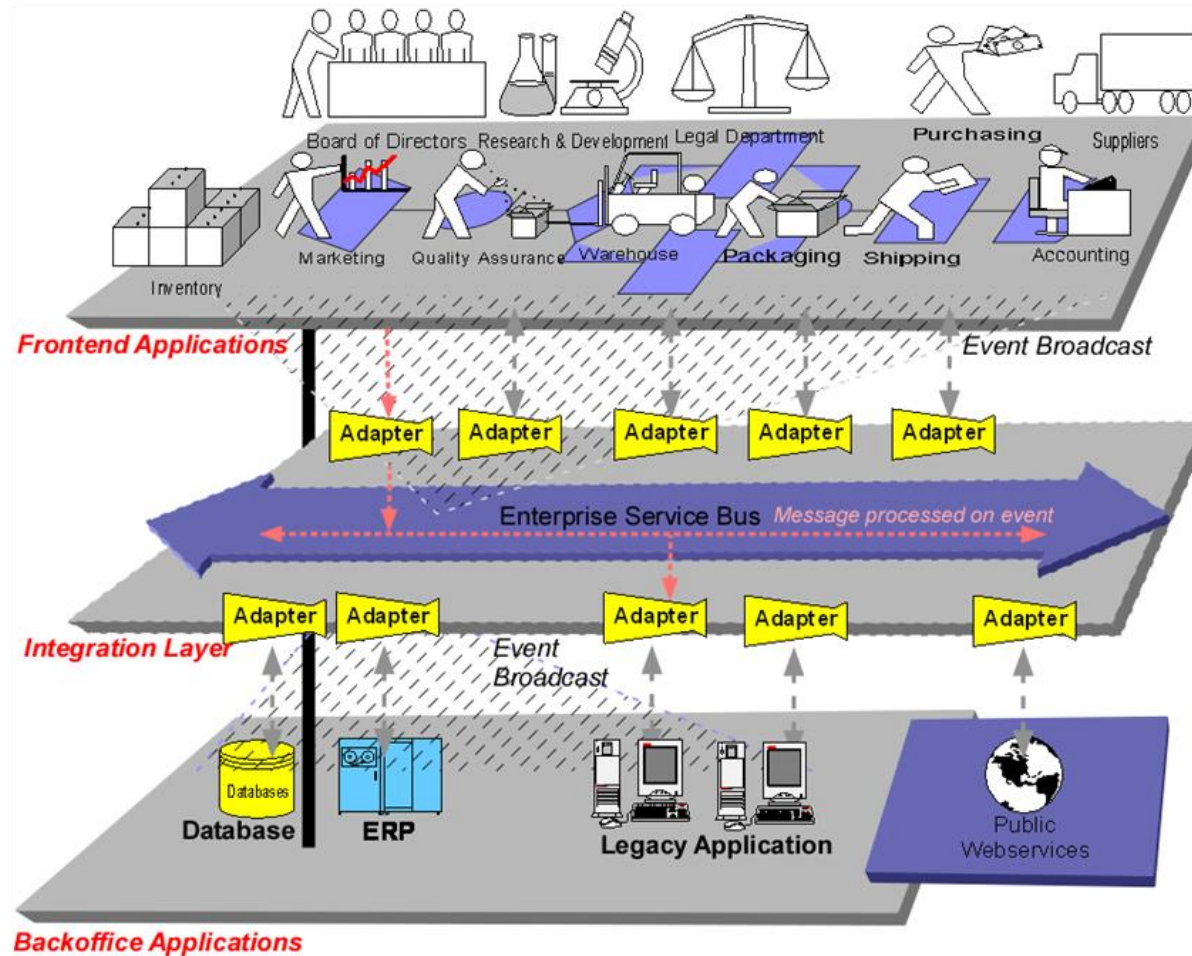 Board of Directors
Research & Development
Legal Department
Purchasing
Suppliers
Inventory
Marketing
Quality Assurance
Warehouse
Packaging
Shipping
Accounting
Frontend Applications
Event Broadcast
Adapter
Adapter
Adapter
Adapter
Adapter
Enterprise Service Bus
Message processed on event
Adapter
Adapter
Adapter
Adapter
Adapter
Integration Layer
Event
Broadcast
Databases
Database
ERP
Legacy Application
Public
Webservices
Backoffice Applications